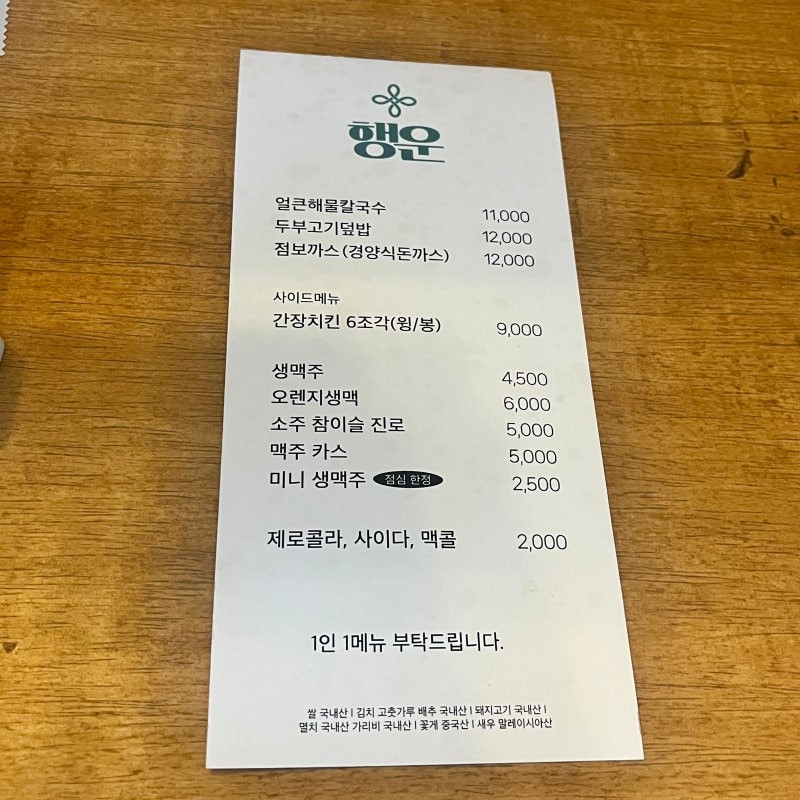 행운
얼큰해물칼국수 11,000
두부고기덮밥 12,000
점보까스(경양식돈까스) 12,000
사이드메뉴
간장치킨 6조각(윙/봉) 9,000
생맥주 4,500
오렌지생맥 6,000
소주 참이슬 진로 5,000
맥주 카스 5,000
미니 생맥주 점심 한정 2,500
제로콜라, 사이다, 맥콜 2,000
1인 1메뉴 부탁드립니다.
쌀 국내산 | 김치 고춧가루 배추 국내산 | 돼지고기 국내산 |
멸치 국내산 가리비 국내산 | 꽃게 중국산 | 새우 말레이시아산